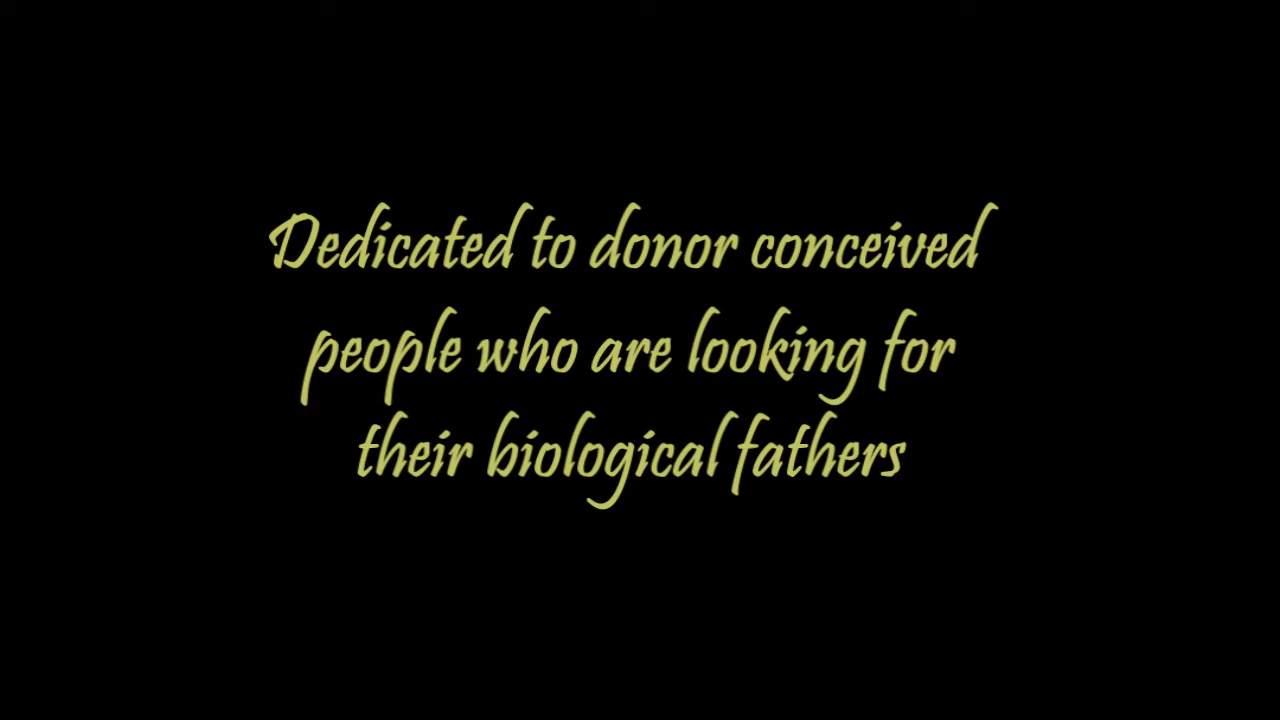 Dedicated to donor conceived
people who are looking for
their biological fathers